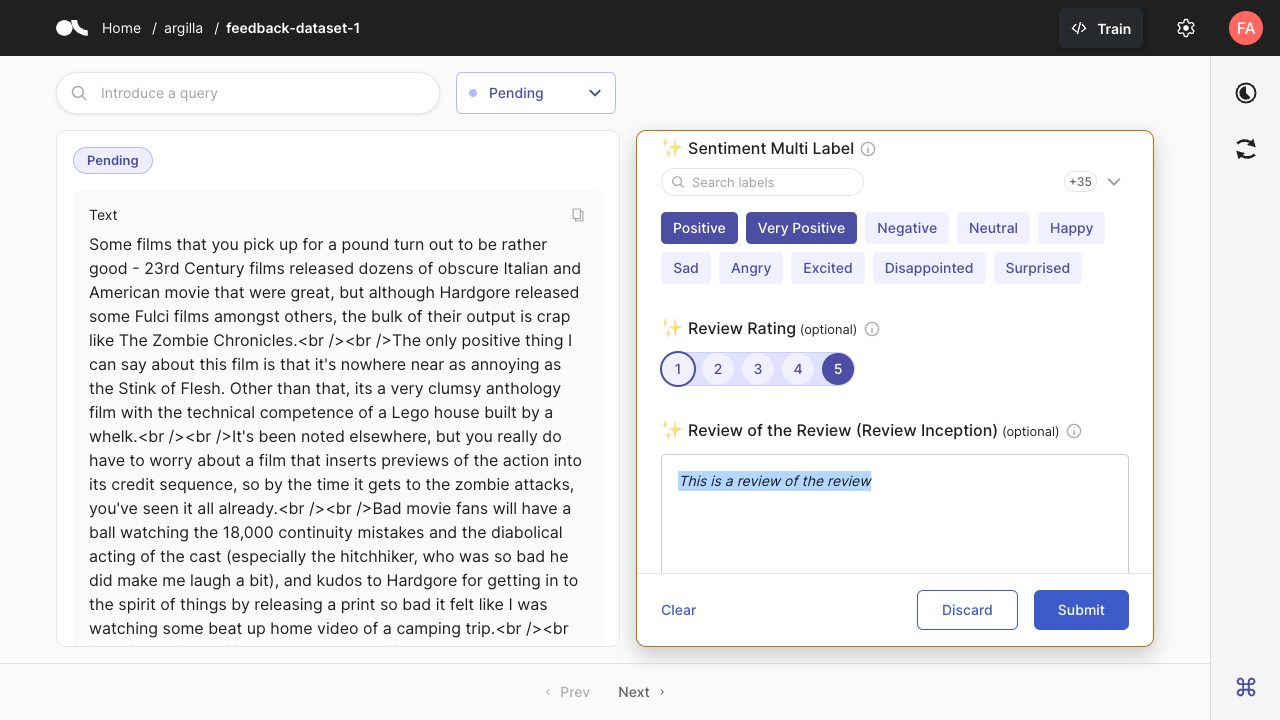 Home / argilla / feedback-dataset-1
Train
FA
Introduce a query
Pending
Pending
Text
Some films that you pick up for a pound turn out to be rather
good - 23rd Century films released dozens of obscure Italian and
American movie that were great, but although Hardgore released
some Fulci films amongst others, the bulk of their output is crap
like The Zombie Chronicles.<br /><br />The only positive thing I
can say about this film is that it's nowhere near as annoying as
the Stink of Flesh. Other than that, its a very clumsy anthology
film with the technical competence of a Lego house built by a
whelk.<br /><br />It's been noted elsewhere, but you really do
have to worry about a film that inserts previews of the action into
its credit sequence, so by the time it gets to the zombie attacks,
you've seen it all already.<br /><br />Bad movie fans will have a
ball watching the 18,000 continuity mistakes and the diabolical
acting of the cast (especially the hitchhiker, who was so bad he
did make me laugh a bit), and kudos to Hardgore for getting in to
the spirit of things by releasing a print so bad it felt like I was
watching some beat up home video of a camping trip.<br /><br
Sentiment Multi Label
Search labels
+35
Positive Very Positive Negative Neutral Happy
Sad Angry Excited Disappointed Surprised
Review Rating (optional)
1 2 3 4 5
Review of the Review (Review Inception) (optional)
This is a review of the review
Clear
Discard
Submit
Prev
Next